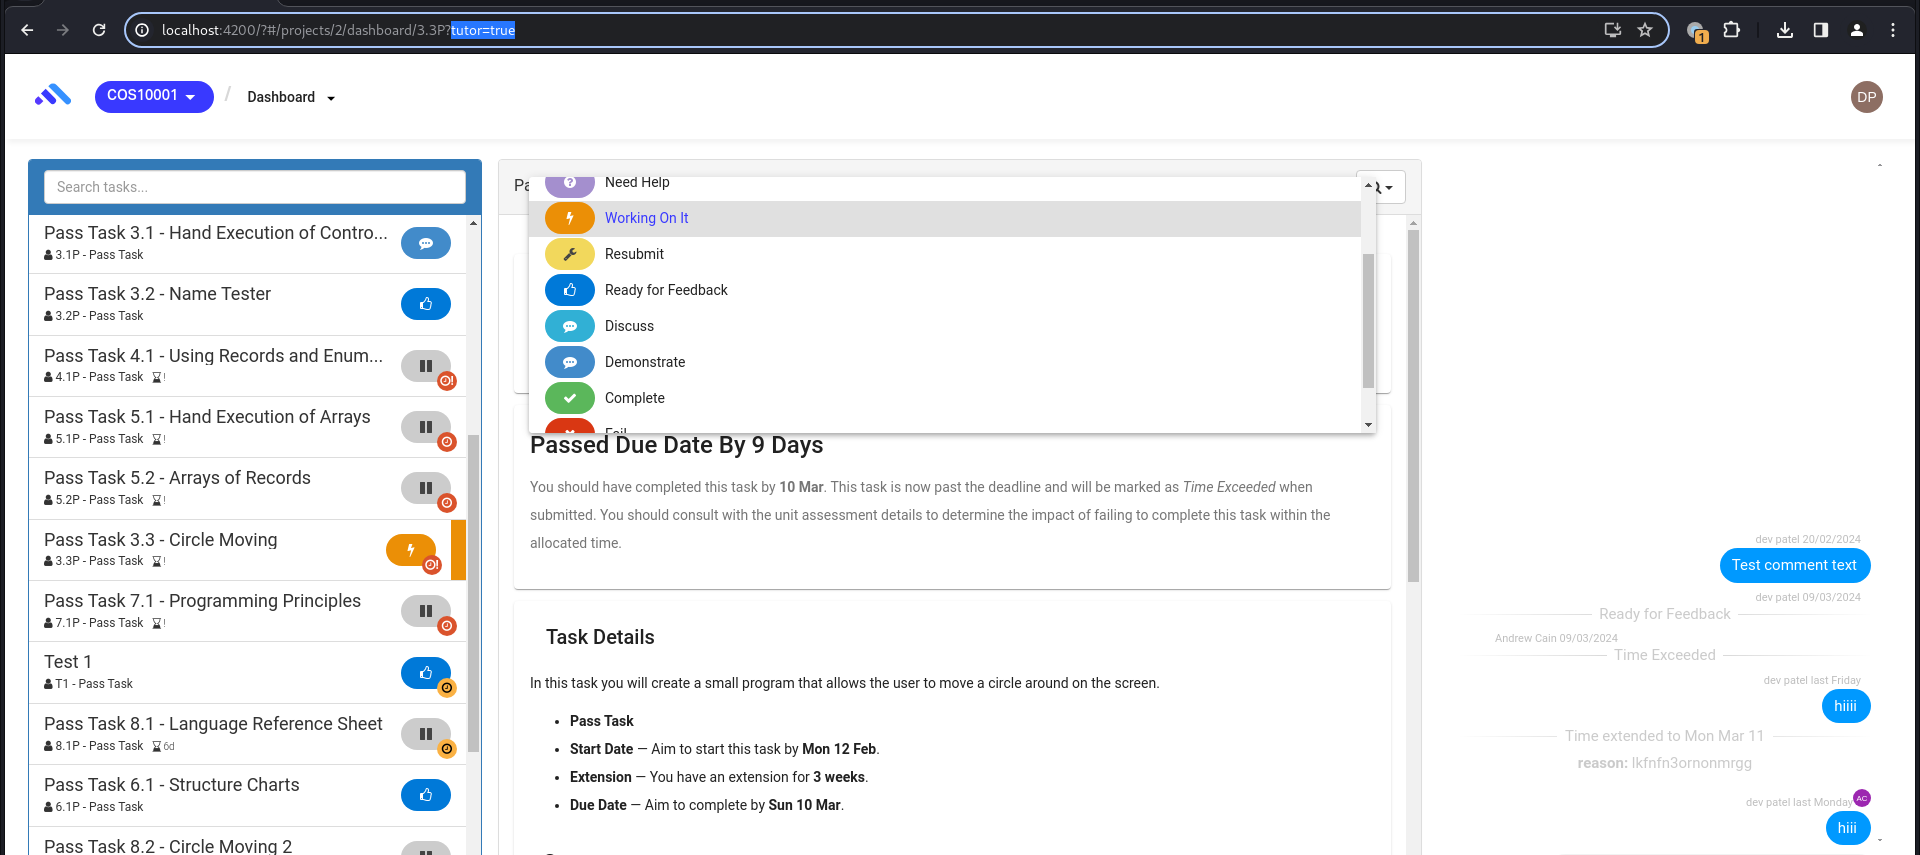 localhost:4200/?#/projects/2/dashboard/3.3P?tutor=true
1
COS10001 / Dashboard
DP
Search tasks...
Pass Task 3.1 - Hand Execution of Contro...
3.1P - Pass Task
Pass Task 3.2 - Name Tester
3.2P - Pass Task
Pass Task 4.1 - Using Records and Enum...
4.1P - Pass Task !
Pass Task 5.1 - Hand Execution of Arrays
5.1P - Pass Task !
Pass Task 5.2 - Arrays of Records
5.2P - Pass Task !
Pass Task 3.3 - Circle Moving
3.3P - Pass Task !
Pass Task 7.1 - Programming Principles
7.1P - Pass Task !
Test 1
T1 - Pass Task
Pass Task 8.1 - Language Reference Sheet
8.1P - Pass Task 6d
Pass Task 6.1 - Structure Charts
6.1P - Pass Task
Pass Task 8.2 - Circle Moving 2
Pa
Need Help
Working On It
Resubmit
Ready for Feedback
Discuss
Demonstrate
Complete
Fail
Passed Due Date By 9 Days
You should have completed this task by 10 Mar. This task is now past the deadline and will be marked as Time Exceeded when
submitted. You should consult with the unit assessment details to determine the impact of failing to complete this task within the
allocated time.
Task Details
In this task you will create a small program that allows the user to move a circle around on the screen.
• Pass Task
• Start Date — Aim to start this task by Mon 12 Feb.
• Extension — You have an extension for 3 weeks.
• Due Date — Aim to complete by Sun 10 Mar.
dev patel 20/02/2024
Test comment text
dev patel 09/03/2024
Ready for Feedback
Andrew Cain 09/03/2024
Time Exceeded
dev patel last Friday
hiiii
Time extended to Mon Mar 11
reason: lkfnfn3ornonmrgg
dev patel last Monday AC
hiii